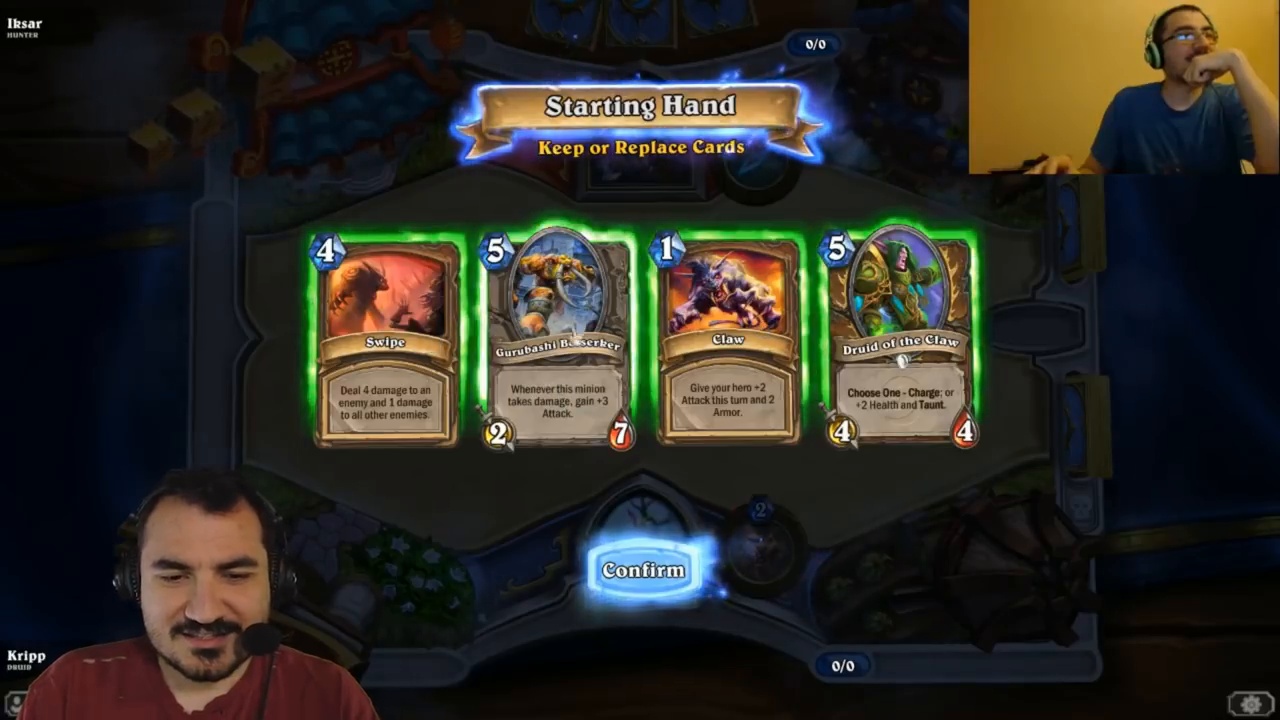 Iksar
HUNTER
0/0
Starting Hand
Keep or Replace Cards
4
Swipe
Deal 4 damage to an
enemy and 1 damage
to all other enemies.
5
Gurubashi Berserker
Whenever this minion
takes damage, gain +3
Attack.
2
7
1
Claw
Give your hero +2
Attack this turn and 2
Armor.
5
Druid of the Claw
Choose One - Charge; or
+2 Health and Taunt.
4
4
2
Confirm
Kripp
DRUID
0/0